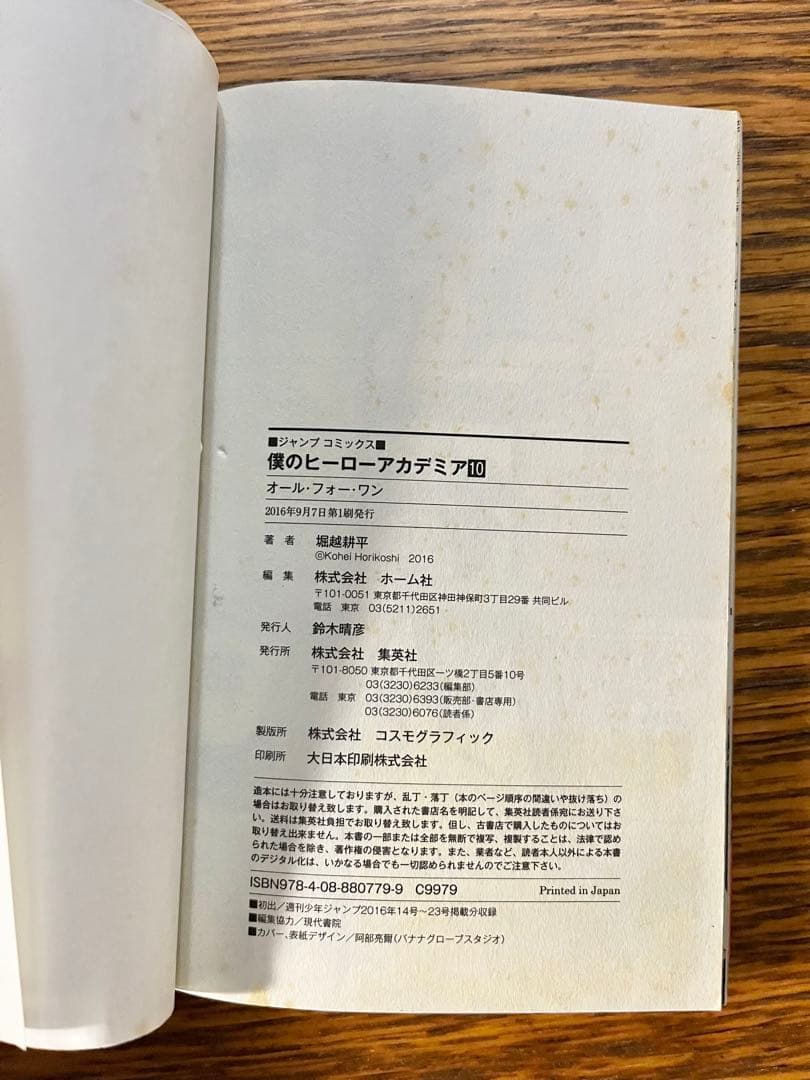 ■ジャンプ コミックス■
僕のヒーローアカデミア10
オール・フォー・ワン
2016年9月7日第1刷発行
著 者 堀越耕平
©Kohei Horikoshi 2016
編 集 株式会社 ホーム社
〒101-0051 東京都千代田区神田神保町3丁目29番 共同ビル
電話 東京 03(5211)2651
発行人 鈴木晴彦
発行所 株式会社 集英社
〒101-8050 東京都千代田区一ツ橋2丁目5番10号
03(3230)6233(編集部)
電話 東京 03(3230)6393(販売部・書店専用)
03(3230)6076(読者係)
製版所 株式会社 コスモグラフィック
印刷所 大日本印刷株式会社
造本には十分注意しておりますが、乱丁・落丁（本のページ順序の間違いや抜け落ち）の
場合はお取り替え致します。購入された書店名を明記して、集英社読者係宛にお送り下さ
い。送料は集英社負担でお取り替え致します。但し、古書店で購入したものについてはお
取り替え出来ません。本書の一部または全部を無断で複写、複製することは、法律で認め
られた場合を除き、著作権の侵害となります。また、業者など、読者本人以外による本書
のデジタル化は、いかなる場合でも一切認められませんのでご注意下さい。
ISBN978-4-08-880779-9 C9979 Printed in Japan
■初出／週刊少年ジャンプ2016年14号〜23号掲載分収録
■編集協力／現代書院
■カバー、表紙デザイン／阿部亮爾(バナナグローブスタジオ)